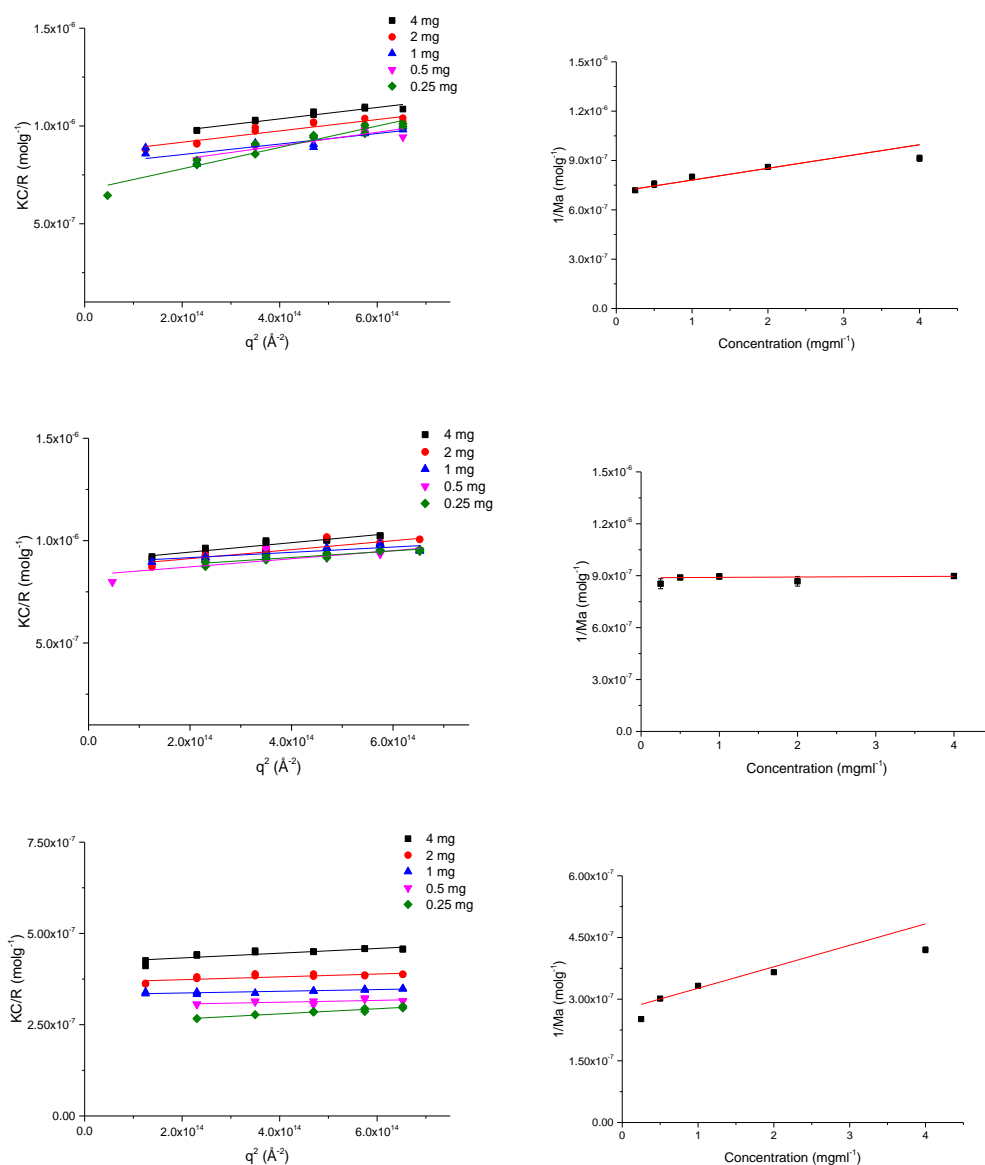 1.5x10⁻⁶
1.0x10⁻⁶
5.0x10⁻⁷
KC/R (molg⁻¹)
0.0
2.0x10¹⁴
4.0x10¹⁴
6.0x10¹⁴
q² (Å⁻²)
4 mg
2 mg
1 mg
0.5 mg
0.25 mg
1.5x10⁻⁶
1.2x10⁻⁶
9.0x10⁻⁷
6.0x10⁻⁷
3.0x10⁻⁷
0.0
1/Ma (molg⁻¹)
0
1
2
3
4
Concentration (mgml⁻¹)
1.5x10⁻⁶
1.0x10⁻⁶
5.0x10⁻⁷
KC/R (molg⁻¹)
0.0
2.0x10¹⁴
4.0x10¹⁴
6.0x10¹⁴
q² (Å⁻²)
4 mg
2 mg
1 mg
0.5 mg
0.25 mg
1.5x10⁻⁶
1.2x10⁻⁶
9.0x10⁻⁷
6.0x10⁻⁷
3.0x10⁻⁷
0.0
1/Ma (molg⁻¹)
0
1
2
3
4
Concentration (mgml⁻¹)
7.50x10⁻⁷
5.00x10⁻⁷
2.50x10⁻⁷
0.00
KC/R (molg⁻¹)
0.0
2.0x10¹⁴
4.0x10¹⁴
6.0x10¹⁴
q² (Å⁻²)
4 mg
2 mg
1 mg
0.5 mg
0.25 mg
6.00x10⁻⁷
4.50x10⁻⁷
3.00x10⁻⁷
1.50x10⁻⁷
0.00
1/Ma (molg⁻¹)
0
1
2
3
4
Concentration (mgml⁻¹)